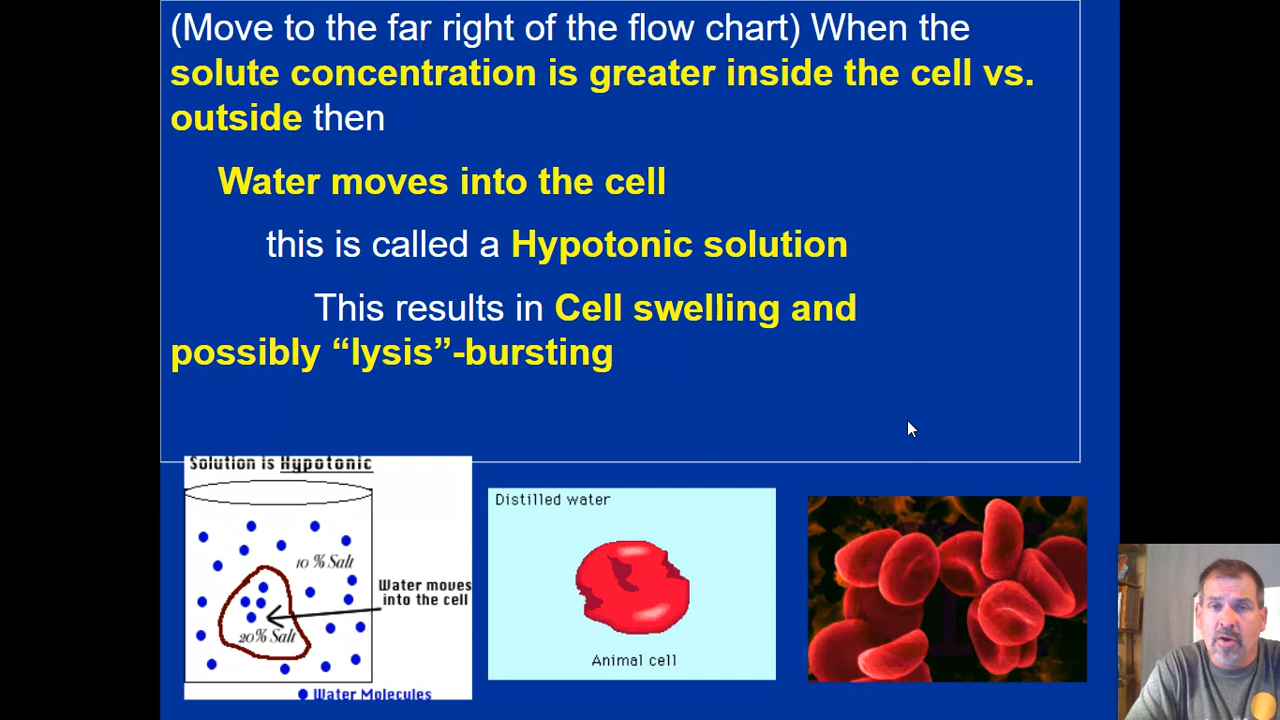 (Move to the far right of the flow chart) When the
solute concentration is greater inside the cell vs.
outside then
Water moves into the cell
this is called a Hypotonic solution
This results in Cell swelling and
possibly “lysis”-bursting
Solution is Hypotonic
10 % Salt
Water moves
into the cell
20% Salt
Water Molecules
Distilled water
Animal cell